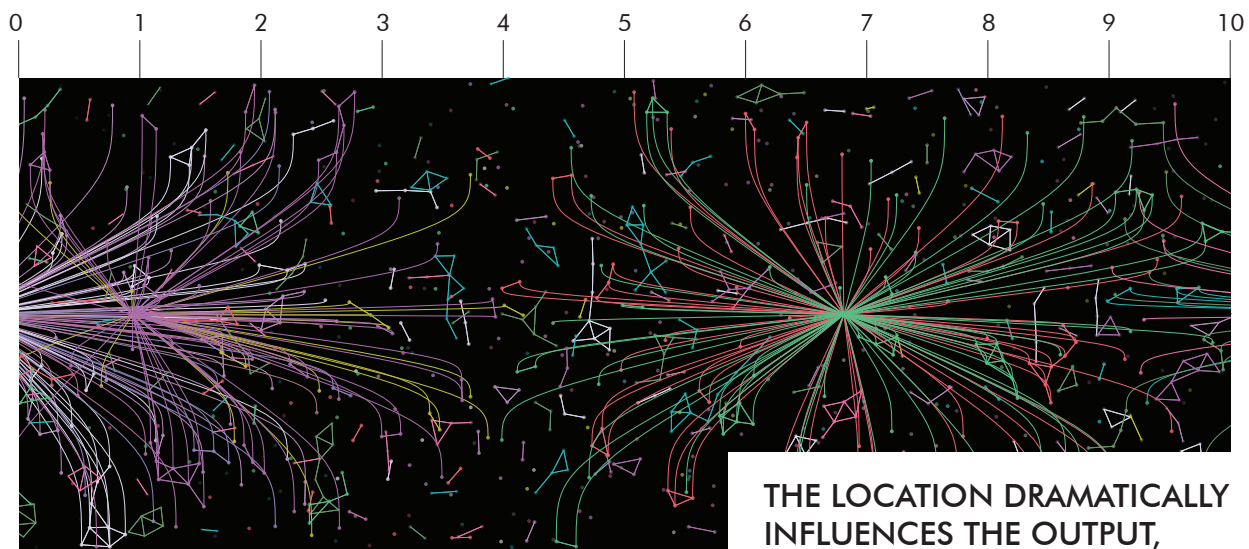 0 1 2 3 4 5 6 7 8 9 10
THE LOCATION DRAMATICALLY
INFLUENCES THE OUTPUT,